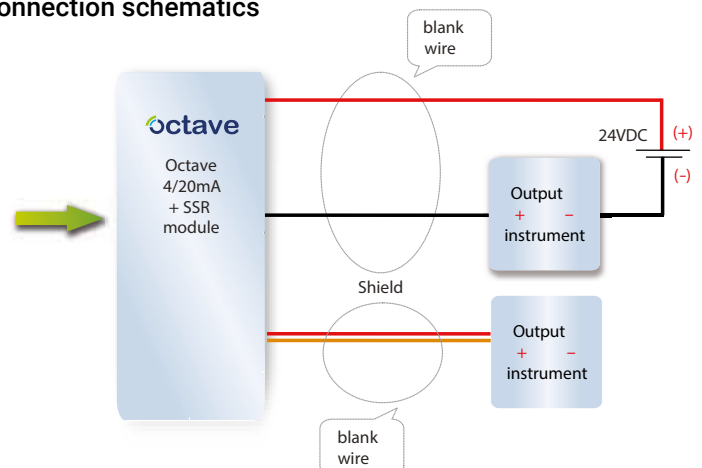 onnection schematics
blank
wire
octave
Octave
4/20mA
+ SSR
module
24VDC
(+)
(-)
Output
+ –
instrument
Shield
Output
+ –
instrument
blank
wire